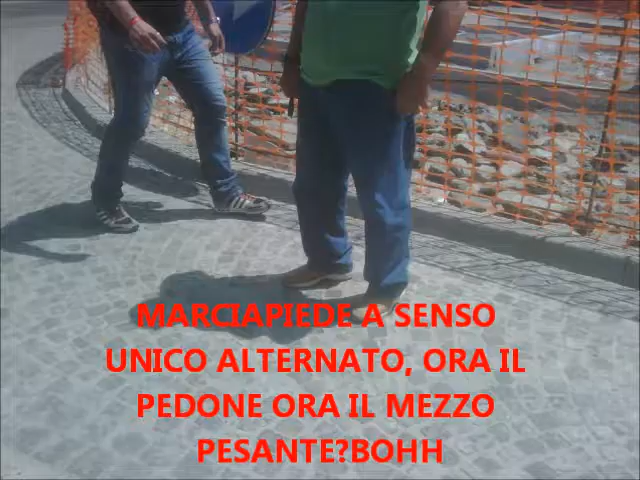 MARCIAPIEDE A SENSO
UNICO ALTERNATO, ORA IL
PEDONE ORA IL MEZZO
PESANTE?BOHH